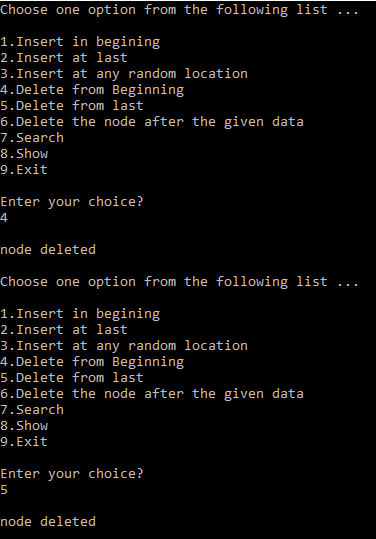 Choose one option from the following list ...
1.Insert in begining
2.Insert at last
3.Insert at any random location
4.Delete from Beginning
5.Delete from last
6.Delete the node after the given data
7.Search
8.Show
9.Exit
Enter your choice?
4
node deleted
Choose one option from the following list ...
1.Insert in begining
2.Insert at last
3.Insert at any random location
4.Delete from Beginning
5.Delete from last
6.Delete the node after the given data
7.Search
8.Show
9.Exit
Enter your choice?
5
node deleted